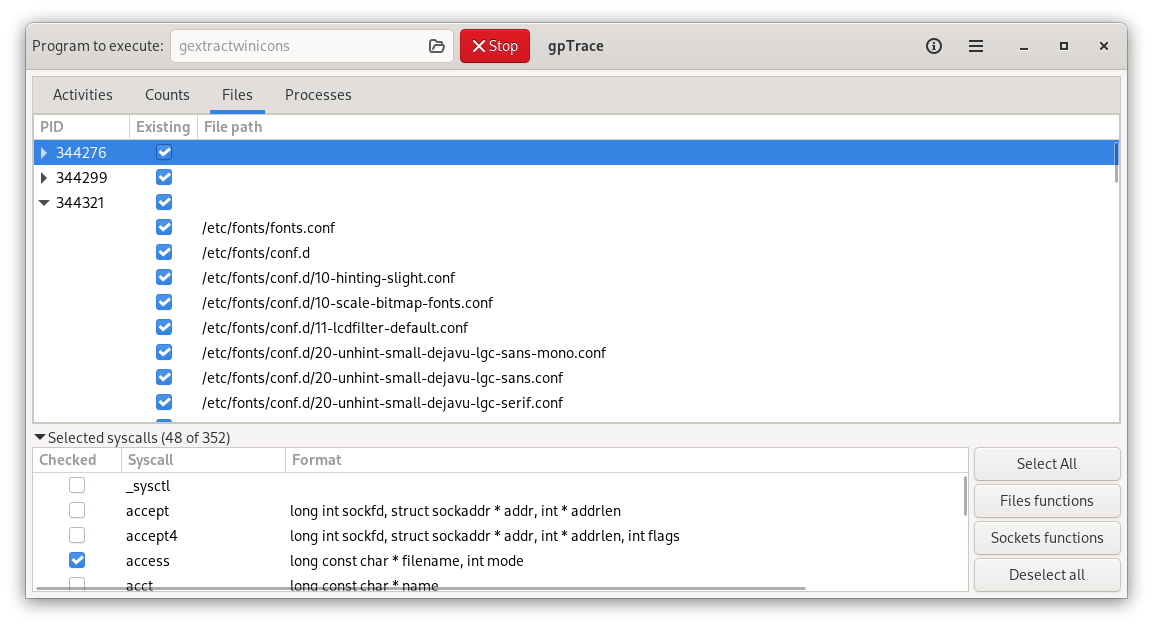 Program to execute: gextractwinicons Stop gpTrace
Activities Counts Files Processes
PID Existing File path
344276
344299
344321
/etc/fonts/fonts.conf
/etc/fonts/conf.d
/etc/fonts/conf.d/10-hinting-slight.conf
/etc/fonts/conf.d/10-scale-bitmap-fonts.conf
/etc/fonts/conf.d/11-lcdfilter-default.conf
/etc/fonts/conf.d/20-unhint-small-dejavu-lgc-sans-mono.conf
/etc/fonts/conf.d/20-unhint-small-dejavu-lgc-sans.conf
/etc/fonts/conf.d/20-unhint-small-dejavu-lgc-serif.conf
Selected syscalls (48 of 352)
Checked Syscall Format
_sysctl
accept long int sockfd, struct sockaddr * addr, int * addrlen
accept4 long int sockfd, struct sockaddr * addr, int * addrlen, int flags
access long const char * filename, int mode
acct long const char * name
Select All
Files functions
Sockets functions
Deselect all